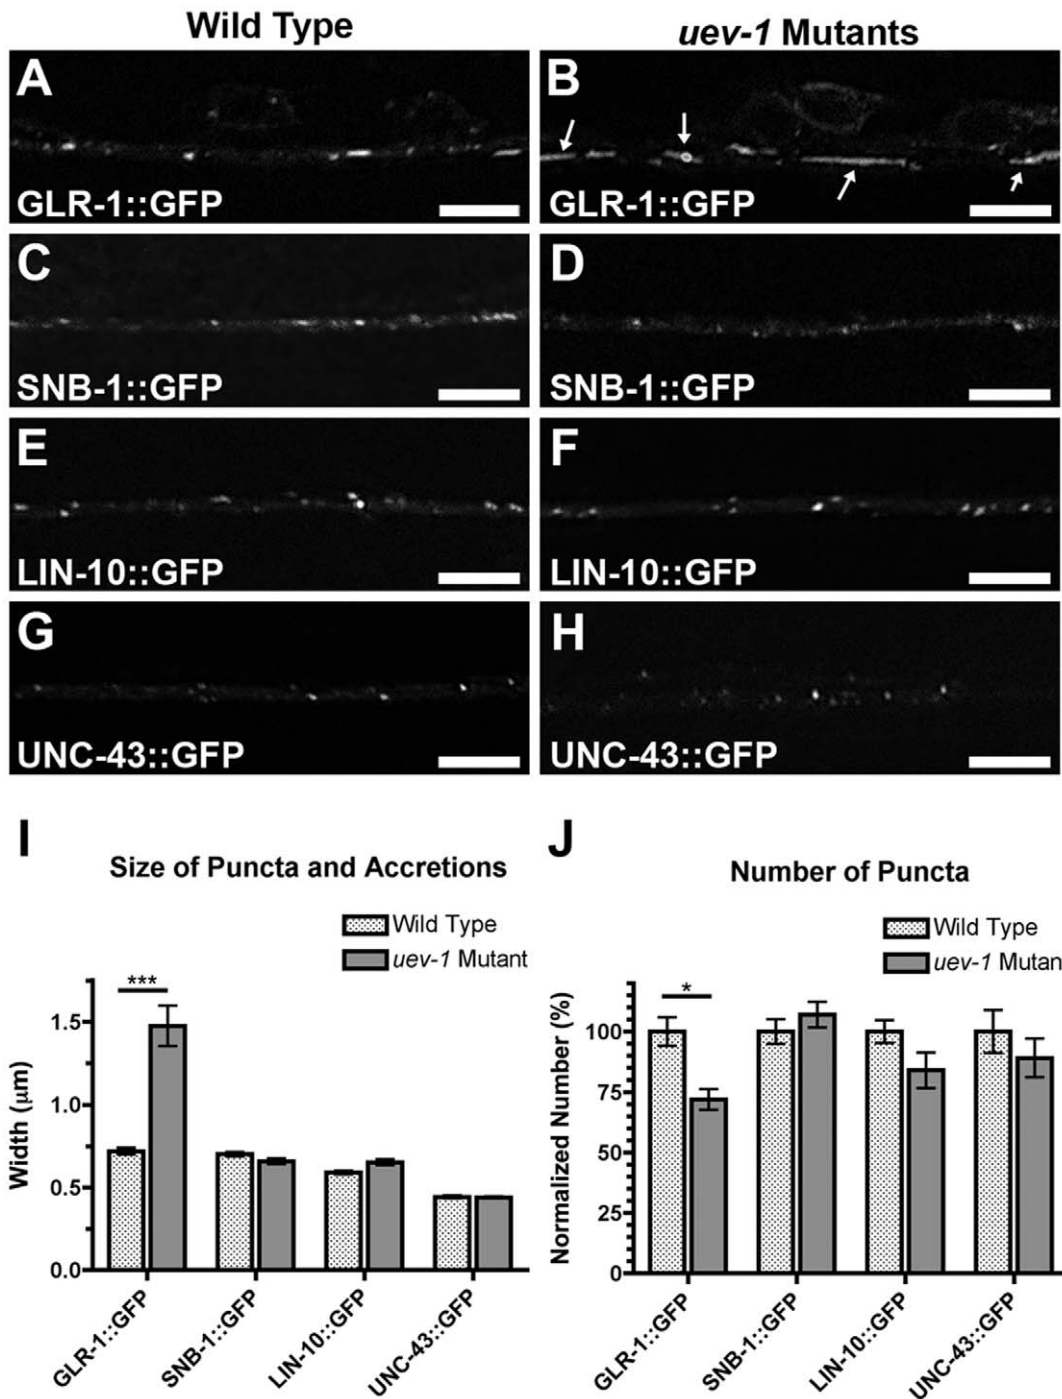 Wild Type
uev-1 Mutants
A
B
GLR-1::GFP
GLR-1::GFP
C
D
SNB-1::GFP
SNB-1::GFP
E
F
LIN-10::GFP
LIN-10::GFP
G
H
UNC-43::GFP
UNC-43::GFP
I
Size of Puncta and Accretions
Wild Type
uev-1 Mutant
***
1.5
1.0
0.5
0.0
Width (μm)
GLR-1::GFP
SNB-1::GFP
LIN-10::GFP
UNC-43::GFP
J
Number of Puncta
Wild Type
uev-1 Mutan
*
100
75
50
25
0
Normalized Number (%)
GLR-1::GFP
SNB-1::GFP
LIN-10::GFP
UNC-43::GFP